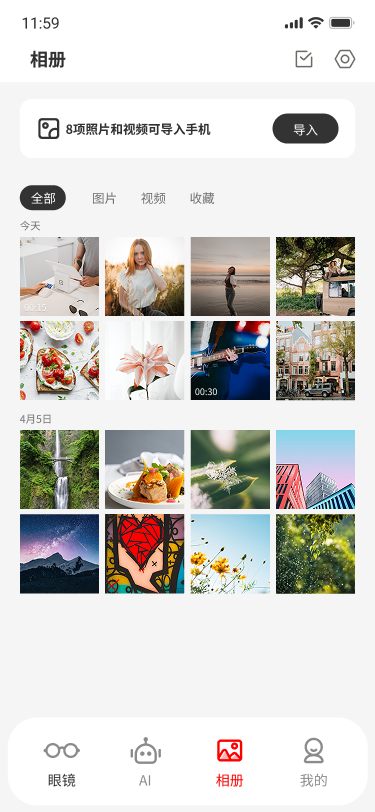 11:59
相册
8项照片和视频可导入手机
导入
全部 图片 视频 收藏
今天
00:15
00:30
4月5日
眼镜 AI 相册 我的